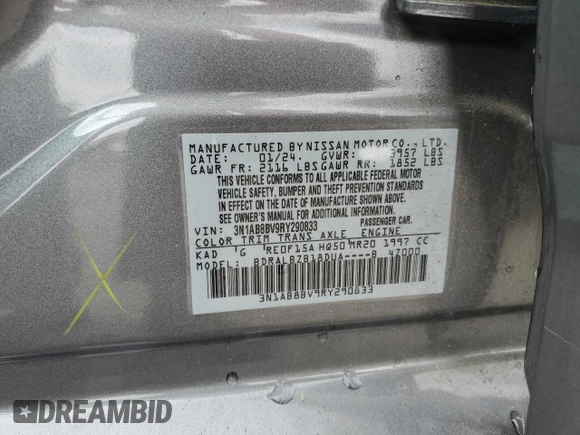 MANUFACTURED BY NISSAN MOTOR CO., LTD.
DATE: 01/24. GVWR: 3957 LBS
GAWR FR: 2116 LBS GAWR RR: 1852 LBS
THIS VEHICLE CONFORMS TO ALL APPLICABLE FEDERAL MOTOR
VEHICLE SAFETY, BUMPER AND THEFT PREVENTION STANDARDS
IN EFFECT ON THE DATE OF MANUFACTURE SHOWN ABOVE.
SEE OWNER'S MANUAL FOR ADDITIONAL INFORMATION.
VIN: 3N1AB8BV9RY290833 PASSENGER CAR.
COLOR TRIM TRANS AXLE ENGINE
KAD G RE0F15A HQ50 MR20 1997 CC
MODEL: BDRALBZB18DUA----B 47000
3N1AB8BV9RY290833
DREAMBID